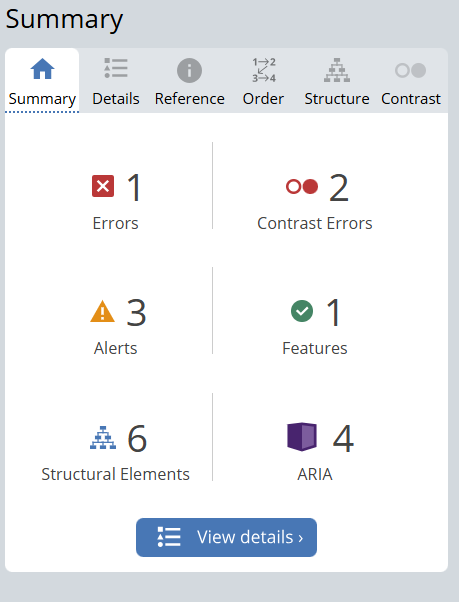 Summary
1→2
3→4
Summary Details Reference Order Structure Contrast
1 2
Errors Contrast Errors
3 1
Alerts Features
6 4
Structural Elements ARIA
View details ›